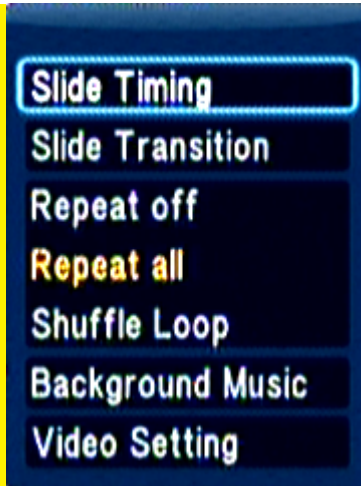 Slide Timing
Slide Transition
Repeat off
Repeat all
Shuffle Loop
Background Music
Video Setting